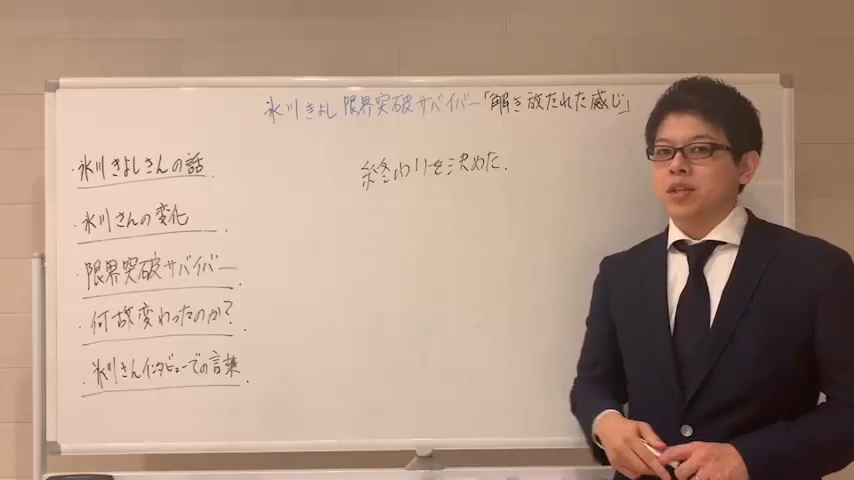 氷川きよし 限界突破サバイバー「解き放たれた感じ」
・氷川きよしさんの話
終わりを決めた.
・氷川さんの変化
・限界突破サバイバー
・何故変わったのか?
・氷川さんインタビューでの言葉